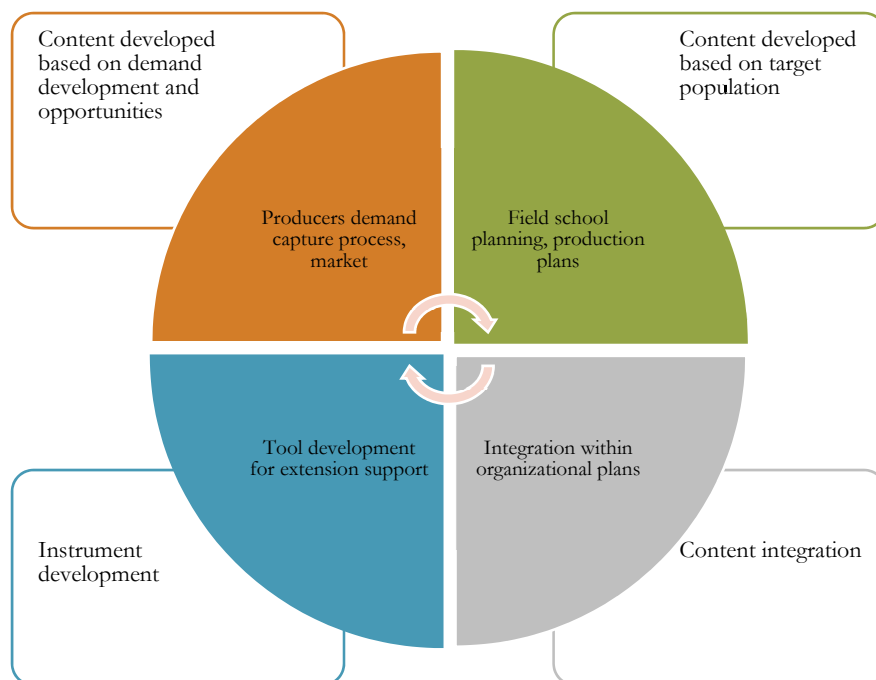 Content developed
based on demand
development and
opportunities
Content developed
based on target
population
Producers demand
capture process,
market
Field school
planning, production
plans
Tool development
for extension support
Integration within
organizational plans
Instrument
development
Content integration